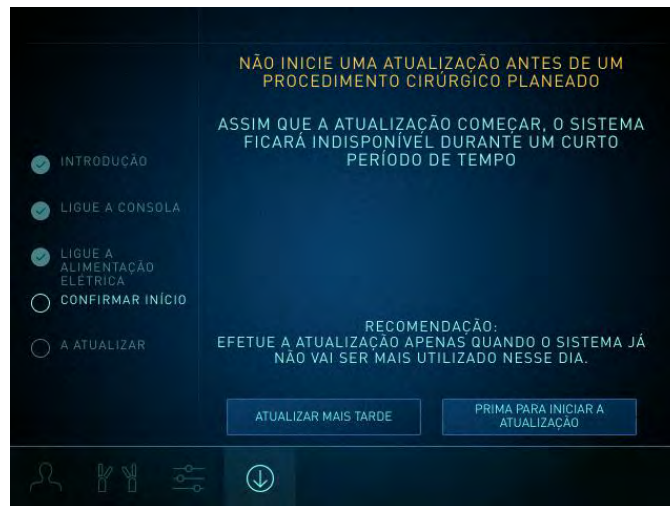 NÃO INICIE UMA ATUALIZAÇÃO ANTES DE UM
PROCEDIMENTO CIRÚRGICO PLANEADO
ASSIM QUE A ATUALIZAÇÃO COMEÇAR, O SISTEMA
FICARÁ INDISPONÍVEL DURANTE UM CURTO
PERÍODO DE TEMPO
INTRODUÇÃO
LIGUE A CONSOLA
LIGUE A
ALIMENTAÇÃO
ELÉTRICA
CONFIRMAR INÍCIO
A ATUALIZAR
RECOMENDAÇÃO:
EFETUE A ATUALIZAÇÃO APENAS QUANDO O SISTEMA JÁ
NÃO VAI SER MAIS UTILIZADO NESSE DIA.
ATUALIZAR MAIS TARDE
PRIMA PARA INICIAR A
ATUALIZAÇÃO